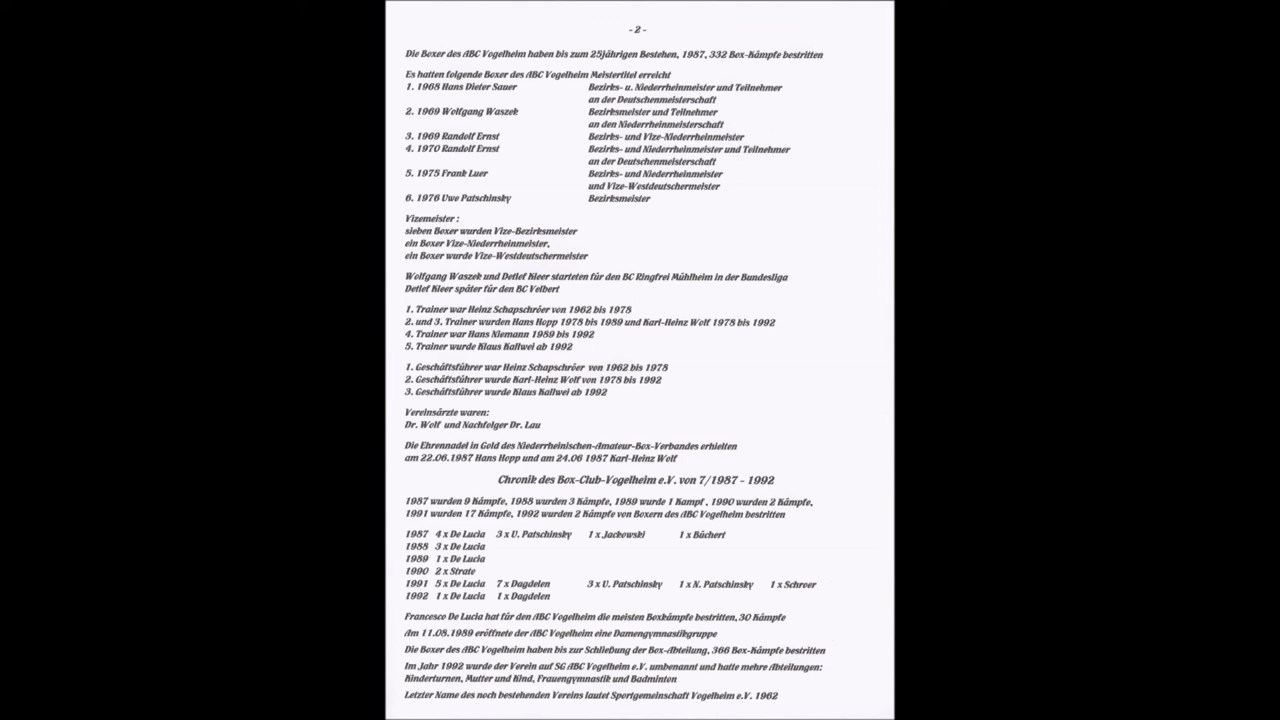 - 2 -
Die Boxer des ABC Vogelheim haben bis zum 25jährigen Bestehen, 1987, 332 Box-Kämpfe bestritten
Es hatten folgende Boxer des ABC Vogelheim Meistertitel erreicht
1. 1968 Hans Dieter Sauer Bezirks- u. Niederrheinmeister und Teilnehmer
an der Deutschenmeisterschaft
2. 1969 Wolfgang Waszek Bezirksmeister und Teilnehmer
an den Niederrheinmeisterschaft
3. 1969 Randolf Ernst Bezirks- und Vize-Niederrheinmeister
4. 1970 Randolf Ernst Bezirks- und Niederrheinmeister und Teilnehmer
an der Deutschenmeisterschaft
5. 1975 Frank Luer Bezirks- und Niederrheinmeister
und Vize-Westdeutschermeister
6. 1976 Uwe Patschinsky Bezirksmeister
Vizemeister :
sieben Boxer wurden Vize-Bezirksmeister
ein Boxer Vize-Niederrheinmeister,
ein Boxer wurde Vize-Westdeutschermeister
Wolfgang Waszek und Detlef Kleer starteten für den BC Ringfrei Mühlheim in der Bundesliga
Detlef Kleer später für den BC Velbert
1. Trainer war Heinz Schapschröer von 1962 bis 1978
2. und 3. Trainer wurden Hans Hopp 1978 bis 1989 und Karl-Heinz Wolf 1978 bis 1992
4. Trainer war Hans Niemann 1989 bis 1992
5. Trainer wurde Klaus Kallwei ab 1992
1. Geschäftsführer war Heinz Schapschröer von 1962 bis 1978
2. Geschäftsführer wurde Karl-Heinz Wolf von 1978 bis 1992
3. Geschäftsführer wurde Klaus Kallwei ab 1992
Vereinsärzte waren:
Dr. Wolf und Nachfolger Dr. Lau
Die Ehrennadel in Gold des Niederrheinischen-Amateur-Box-Verbandes erhielten
am 22.06.1987 Hans Hopp und am 24.06 1987 Karl-Heinz Wolf
Chronik des Box-Club-Vogelheim e.V. von 7/1987 - 1992
1987 wurden 9 Kämpfe, 1988 wurden 3 Kämpfe, 1989 wurde 1 Kampf , 1990 wurden 2 Kämpfe,
1991 wurden 17 Kämpfe, 1992 wurden 2 Kämpfe von Boxern des ABC Vogelheim bestritten
1987 4 x De Lucia 3 x U. Patschinsky 1 x Jackowski 1 x Bächert
1988 3 x De Lucia
1989 1 x De Lucia
1990 2 x Strate
1991 5 x De Lucia 7 x Dagdelen 3 x U. Patschinsky 1 x N. Patschinsky 1 x Schroer
1992 1 x De Lucia 1 x Dagdelen
Francesco De Lucia hat für den ABC Vogelheim die meisten Boxkämpfe bestritten, 30 Kämpfe
Am 11.08.1989 eröffnete der ABC Vogelheim eine Damengymnastikgruppe
Die Boxer des ABC Vogelheim haben bis zur Schließung der Box-Abteilung, 366 Box-Kämpfe bestritten
Im Jahr 1992 wurde der Verein auf SG ABC Vogelheim e.V. umbenannt und hatte mehre Abteilungen:
Kinderturnen, Mutter und Kind, Frauengymnastik und Badminton
Letzter Name des noch bestehenden Vereins lautet Sportgemeinschaft Vogelheim e.V. 1962